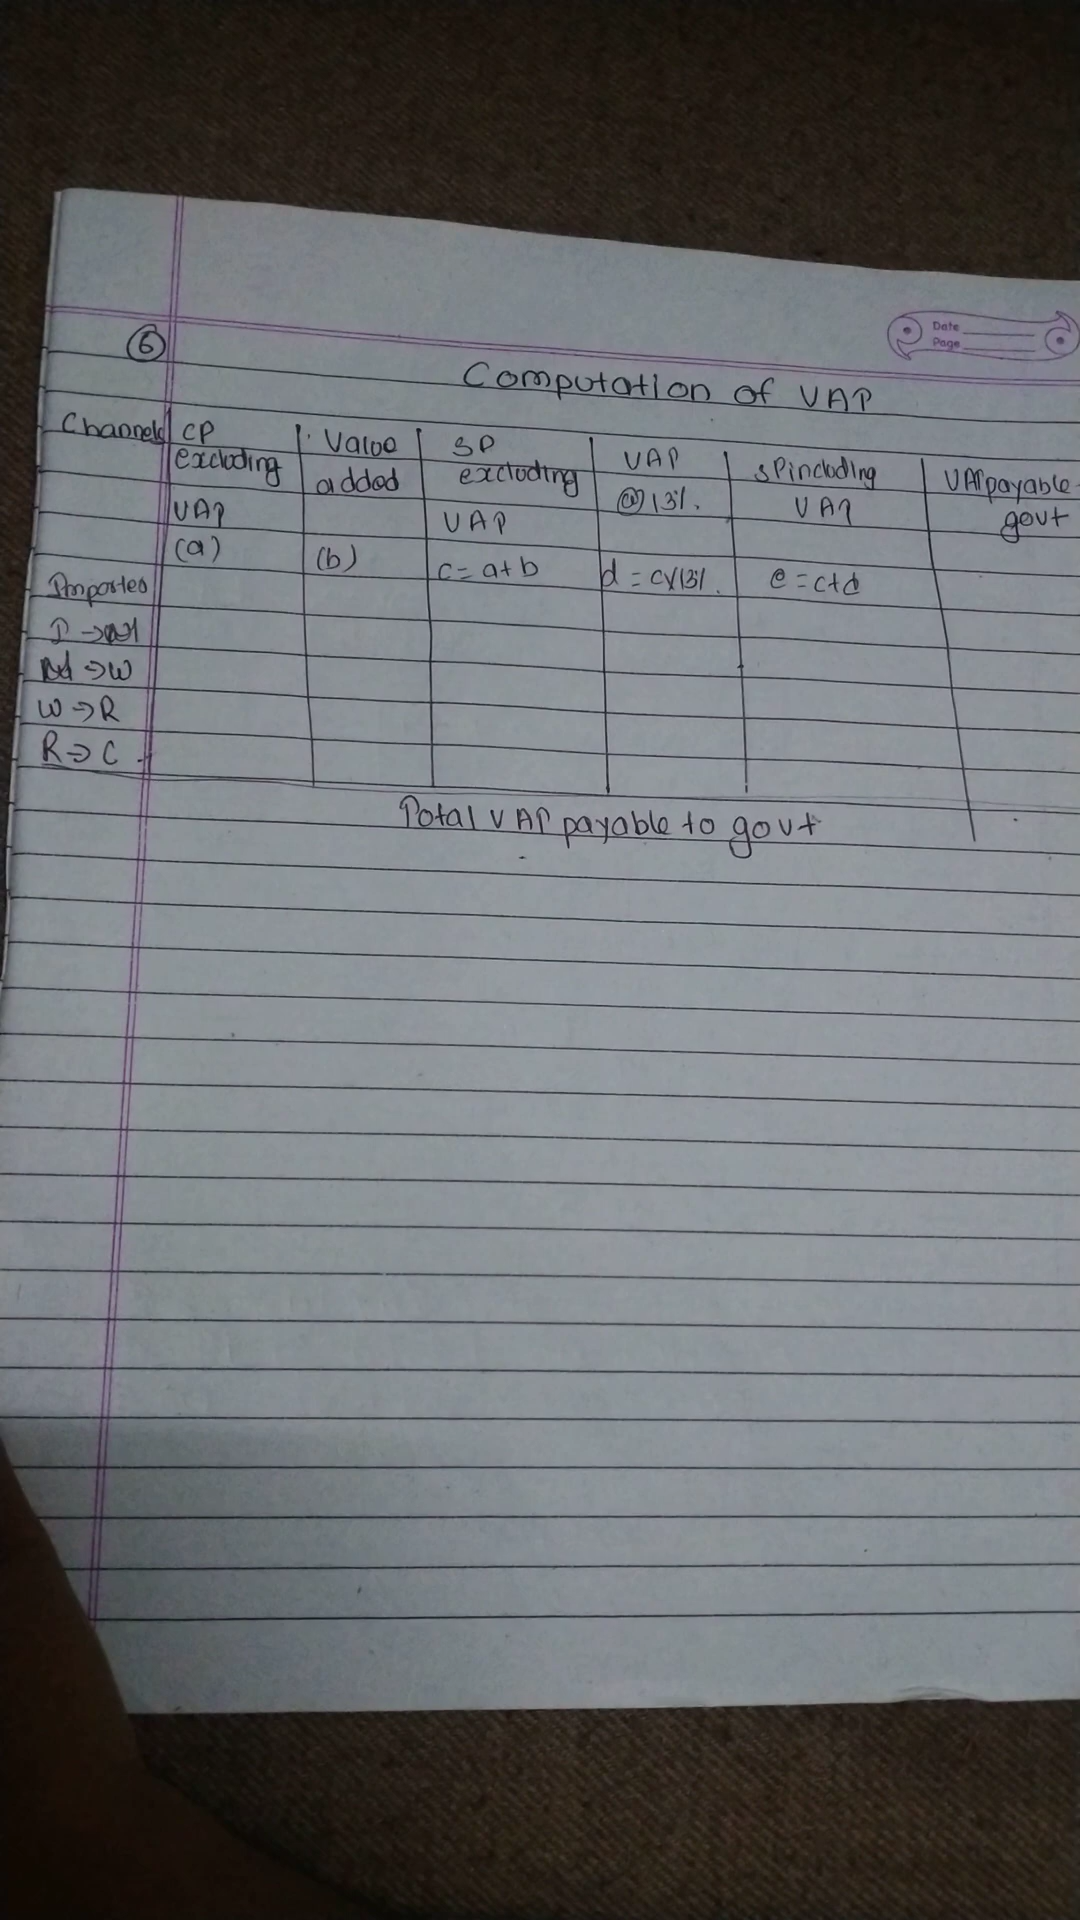 6
Date
Page
Computation of VAT
Channels CP excluding VAT (a)
Value added (b)
SP excluding VAT c = a+b
VAT @ 13%. d = cx13%.
SP including VAT e = c+d
VAT payable govt
Importer
I → M
M → W
W → R
R → C
Total VAT payable to govt